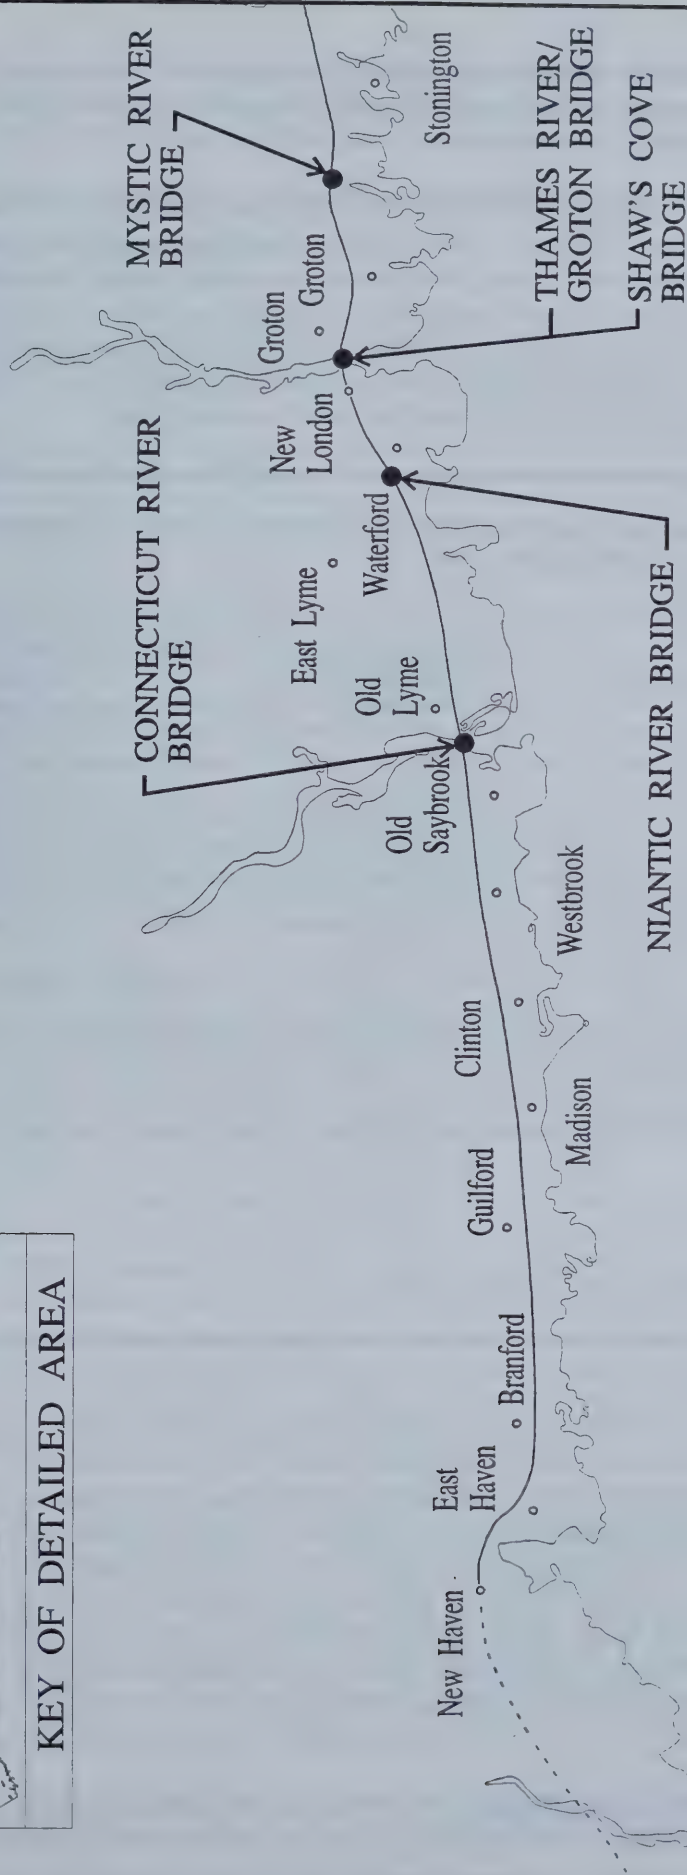 KEY OF DETAILED AREA
CONNECTICUT RIVER
BRIDGE
MYSTIC RIVER
BRIDGE
New Haven
East
Haven
Branford
Guilford
Clinton
Madison
Westbrook
Old
Saybrook
Old
Lyme
East Lyme
Waterford
New
London
Groton
Groton
Stonington
NIANTIC RIVER BRIDGE
THAMES RIVER/
GROTON BRIDGE
SHAW'S COVE
BRIDGE